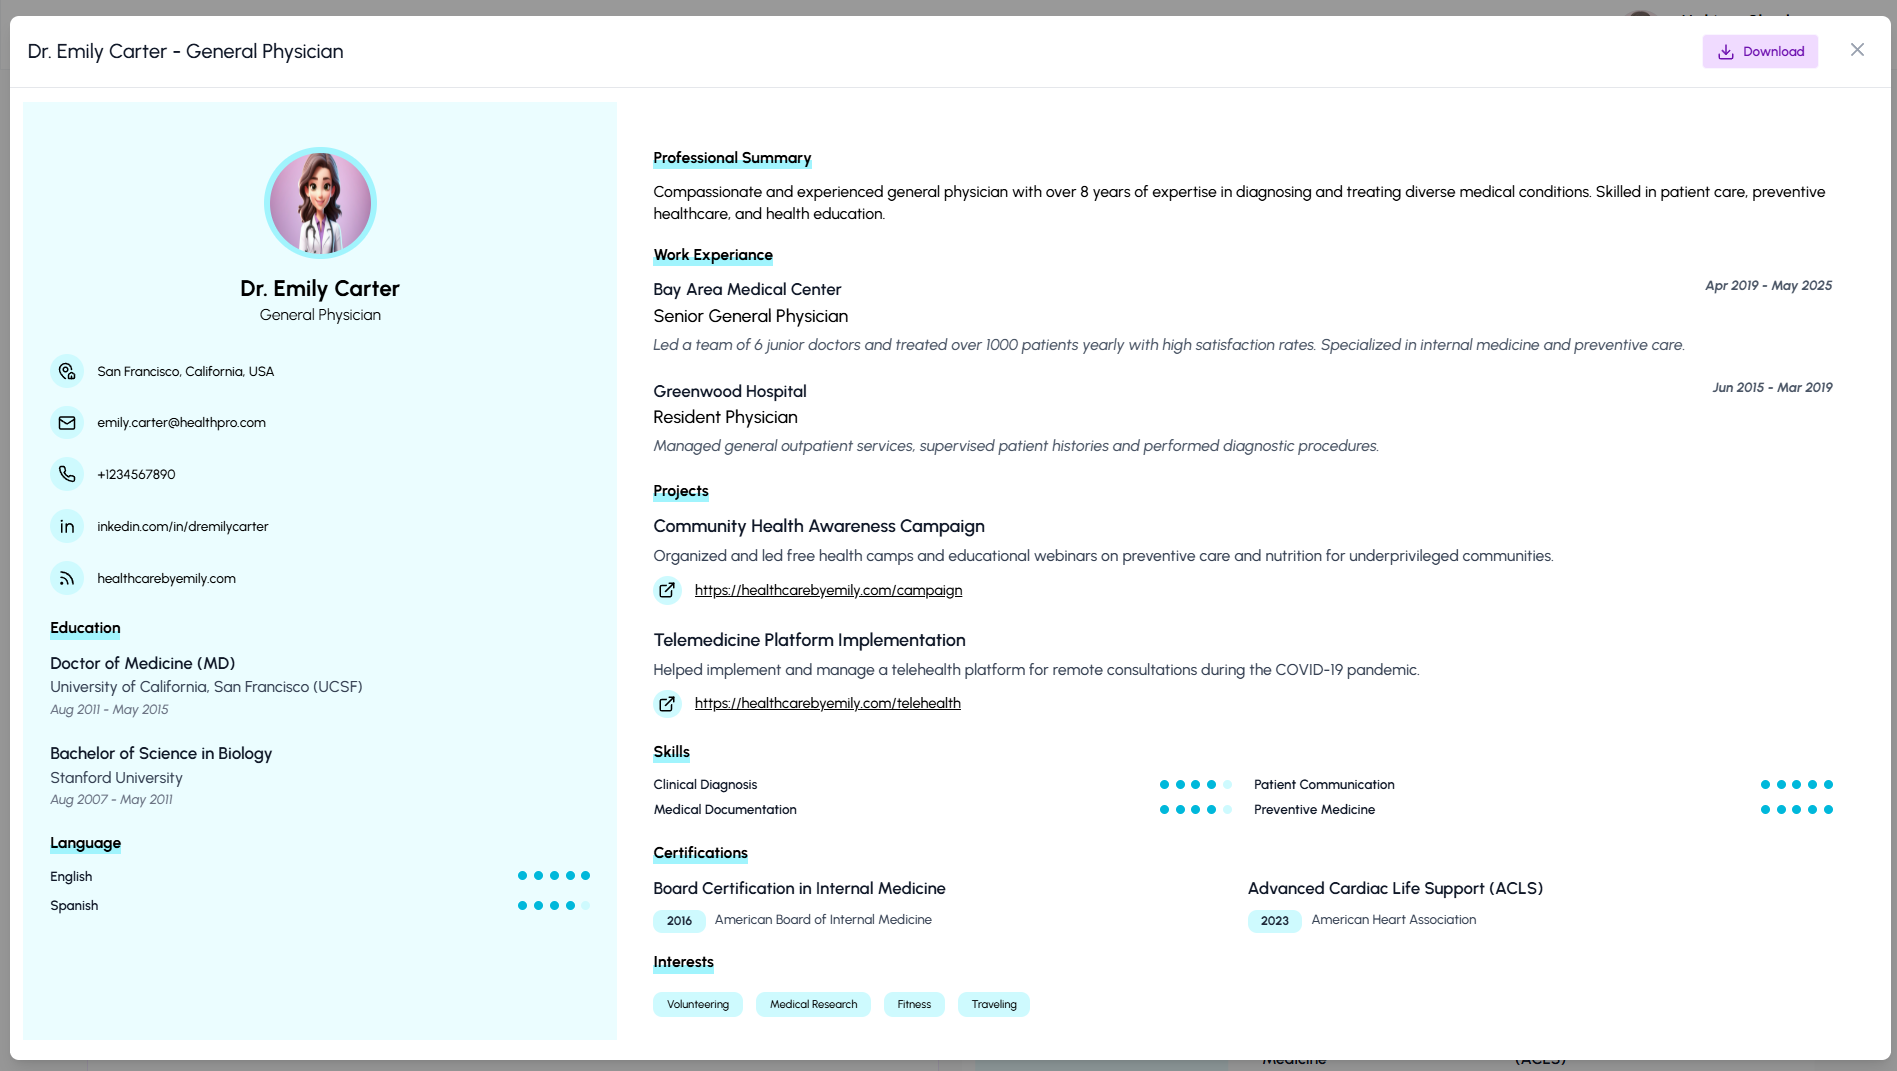 Dr. Emily Carter - General Physician
Download
Dr. Emily Carter
General Physician
San Francisco, California, USA
emily.carter@healthpro.com
+1234567890
in
inkedin.com/in/dremilycarter
healthcarebyemily.com
Education
Doctor of Medicine (MD)
University of California, San Francisco (UCSF)
Aug 2011 - May 2015
Bachelor of Science in Biology
Stanford University
Aug 2007 - May 2011
Language
English
Spanish
Professional Summary
Compassionate and experienced general physician with over 8 years of expertise in diagnosing and treating diverse medical conditions. Skilled in patient care, preventive
healthcare, and health education.
Work Experiance
Bay Area Medical Center
Apr 2019 - May 2025
Senior General Physician
Led a team of 6 junior doctors and treated over 1000 patients yearly with high satisfaction rates. Specialized in internal medicine and preventive care.
Greenwood Hospital
Jun 2015 - Mar 2019
Resident Physician
Managed general outpatient services, supervised patient histories and performed diagnostic procedures.
Projects
Community Health Awareness Campaign
Organized and led free health camps and educational webinars on preventive care and nutrition for underprivileged communities.
https://healthcarebyemily.com/campaign
Telemedicine Platform Implementation
Helped implement and manage a telehealth platform for remote consultations during the COVID-19 pandemic.
https://healthcarebyemily.com/telehealth
Skills
Clinical Diagnosis
Patient Communication
Medical Documentation
Preventive Medicine
Certifications
Board Certification in Internal Medicine
Advanced Cardiac Life Support (ACLS)
2016 American Board of Internal Medicine
2023 American Heart Association
Interests
Volunteering Medical Research Fitness Traveling
Medicine (ACLS)